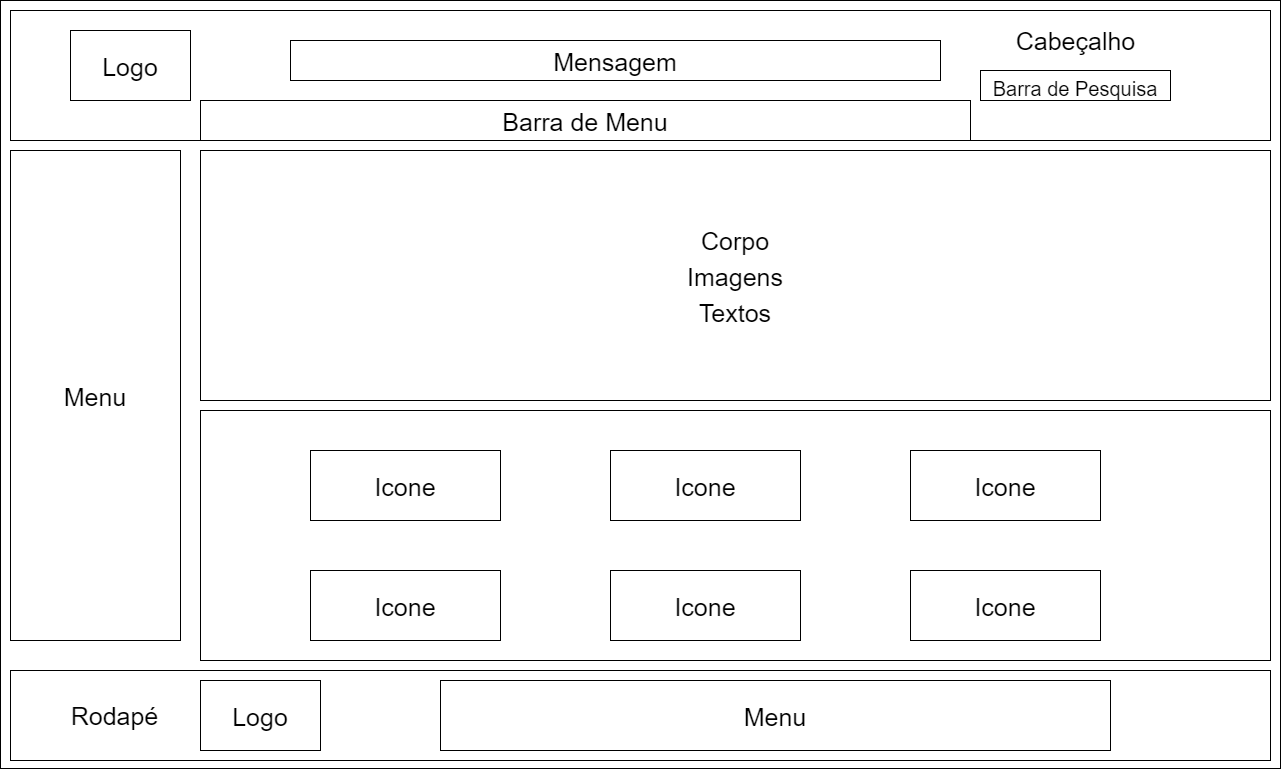 Cabeçalho
Logo
Mensagem
Barra de Pesquisa
Barra de Menu
Menu
Corpo
Imagens
Textos
Icone
Icone
Icone
Icone
Icone
Icone
Rodapé
Logo
Menu